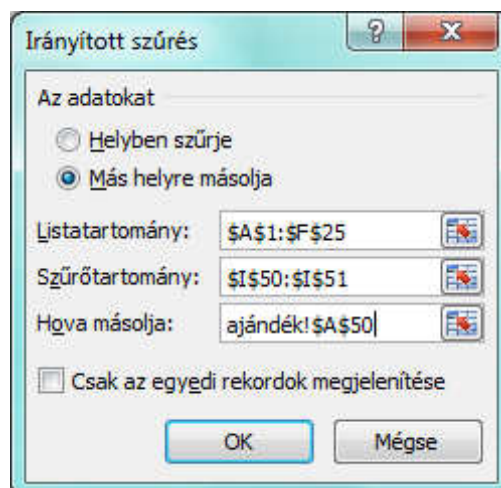 Irányított szűrés
Az adatokat
Helyben szűrje
Más helyre másolja
Listatartomány: $A$1:$F$25
Szűrőtartomány: $I$50:$I$51
Hova másolja: ajándék!$A$50
Csak az egyedi rekordok megjelenítése
OK Mégse